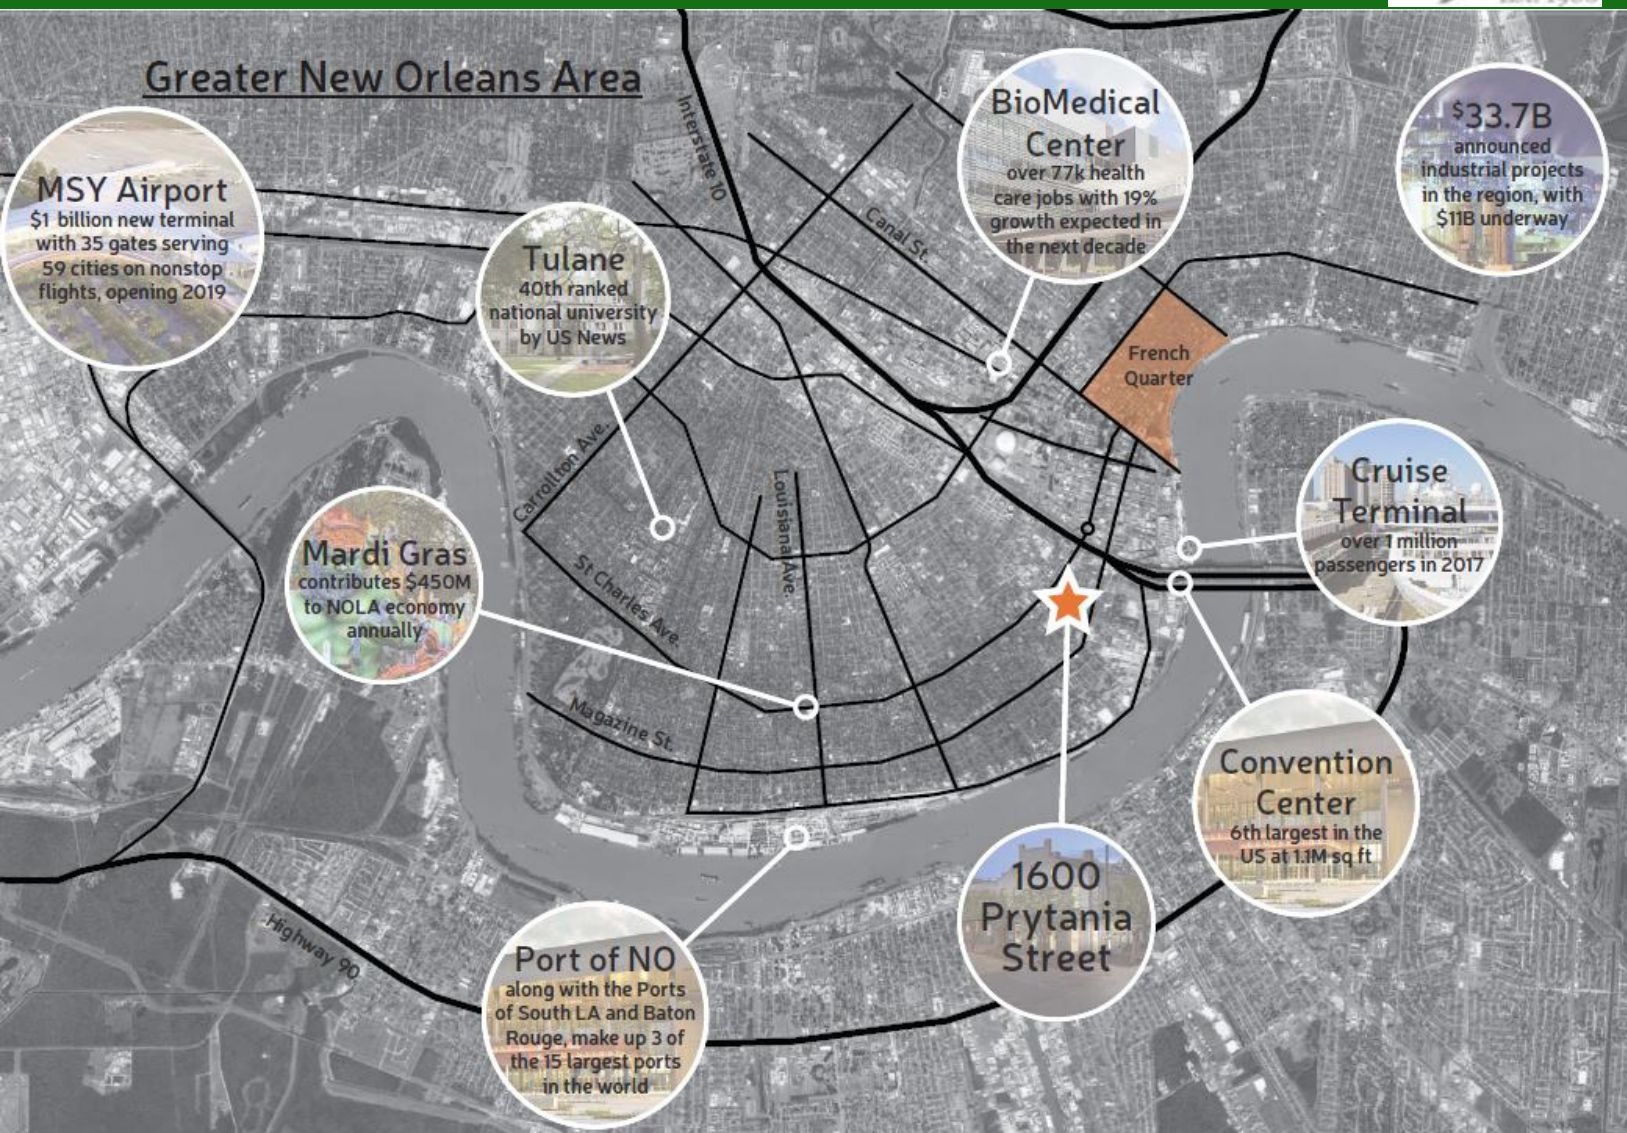 Greater New Orleans Area
MSY Airport
$1 billion new terminal
with 35 gates serving
59 cities on nonstop
flights, opening 2019
Interstate 10
Tulane
40th ranked
national university
by US News
Canal St.
BioMedical
Center
over 77k health
care jobs with 19%
growth expected in
the next decade
$33.7B
announced
industrial projects
in the region, with
$11B underway
French
Quarter
Carrollton Ave.
Louisiana Ave.
St Charles Ave.
Magazine St.
Mardi Gras
contributes $450M
to NOLA economy
annually
Cruise
Terminal
over 1 million
passengers in 2017
Convention
Center
6th largest in the
US at 1.1M sq ft
1600
Prytania
Street
Port of NO
along with the Ports
of South LA and Baton
Rouge, make up 3 of
the 15 largest ports
in the world
Highway 90